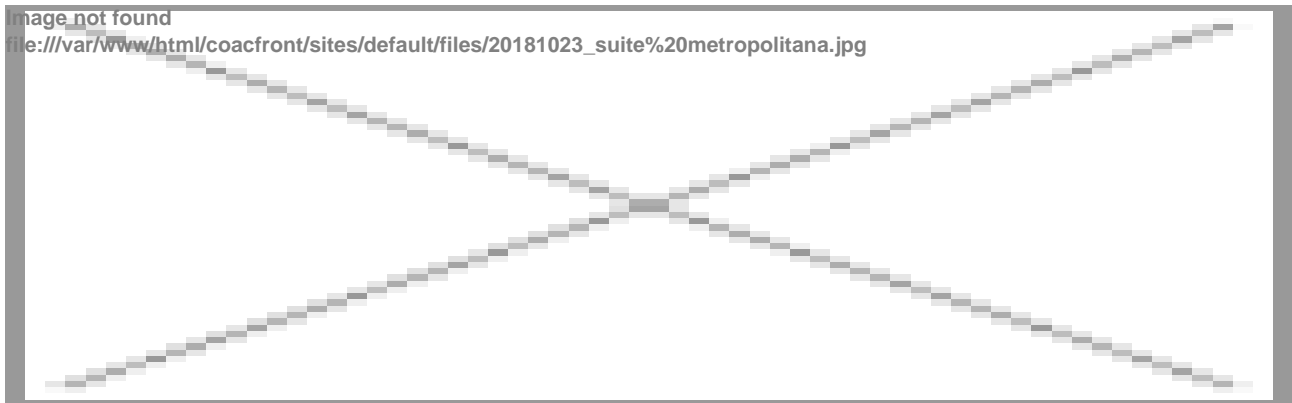 Image not found
file:///var/www/html/coacfront/sites/default/files/20181023_suite%20metropolitana.jpg